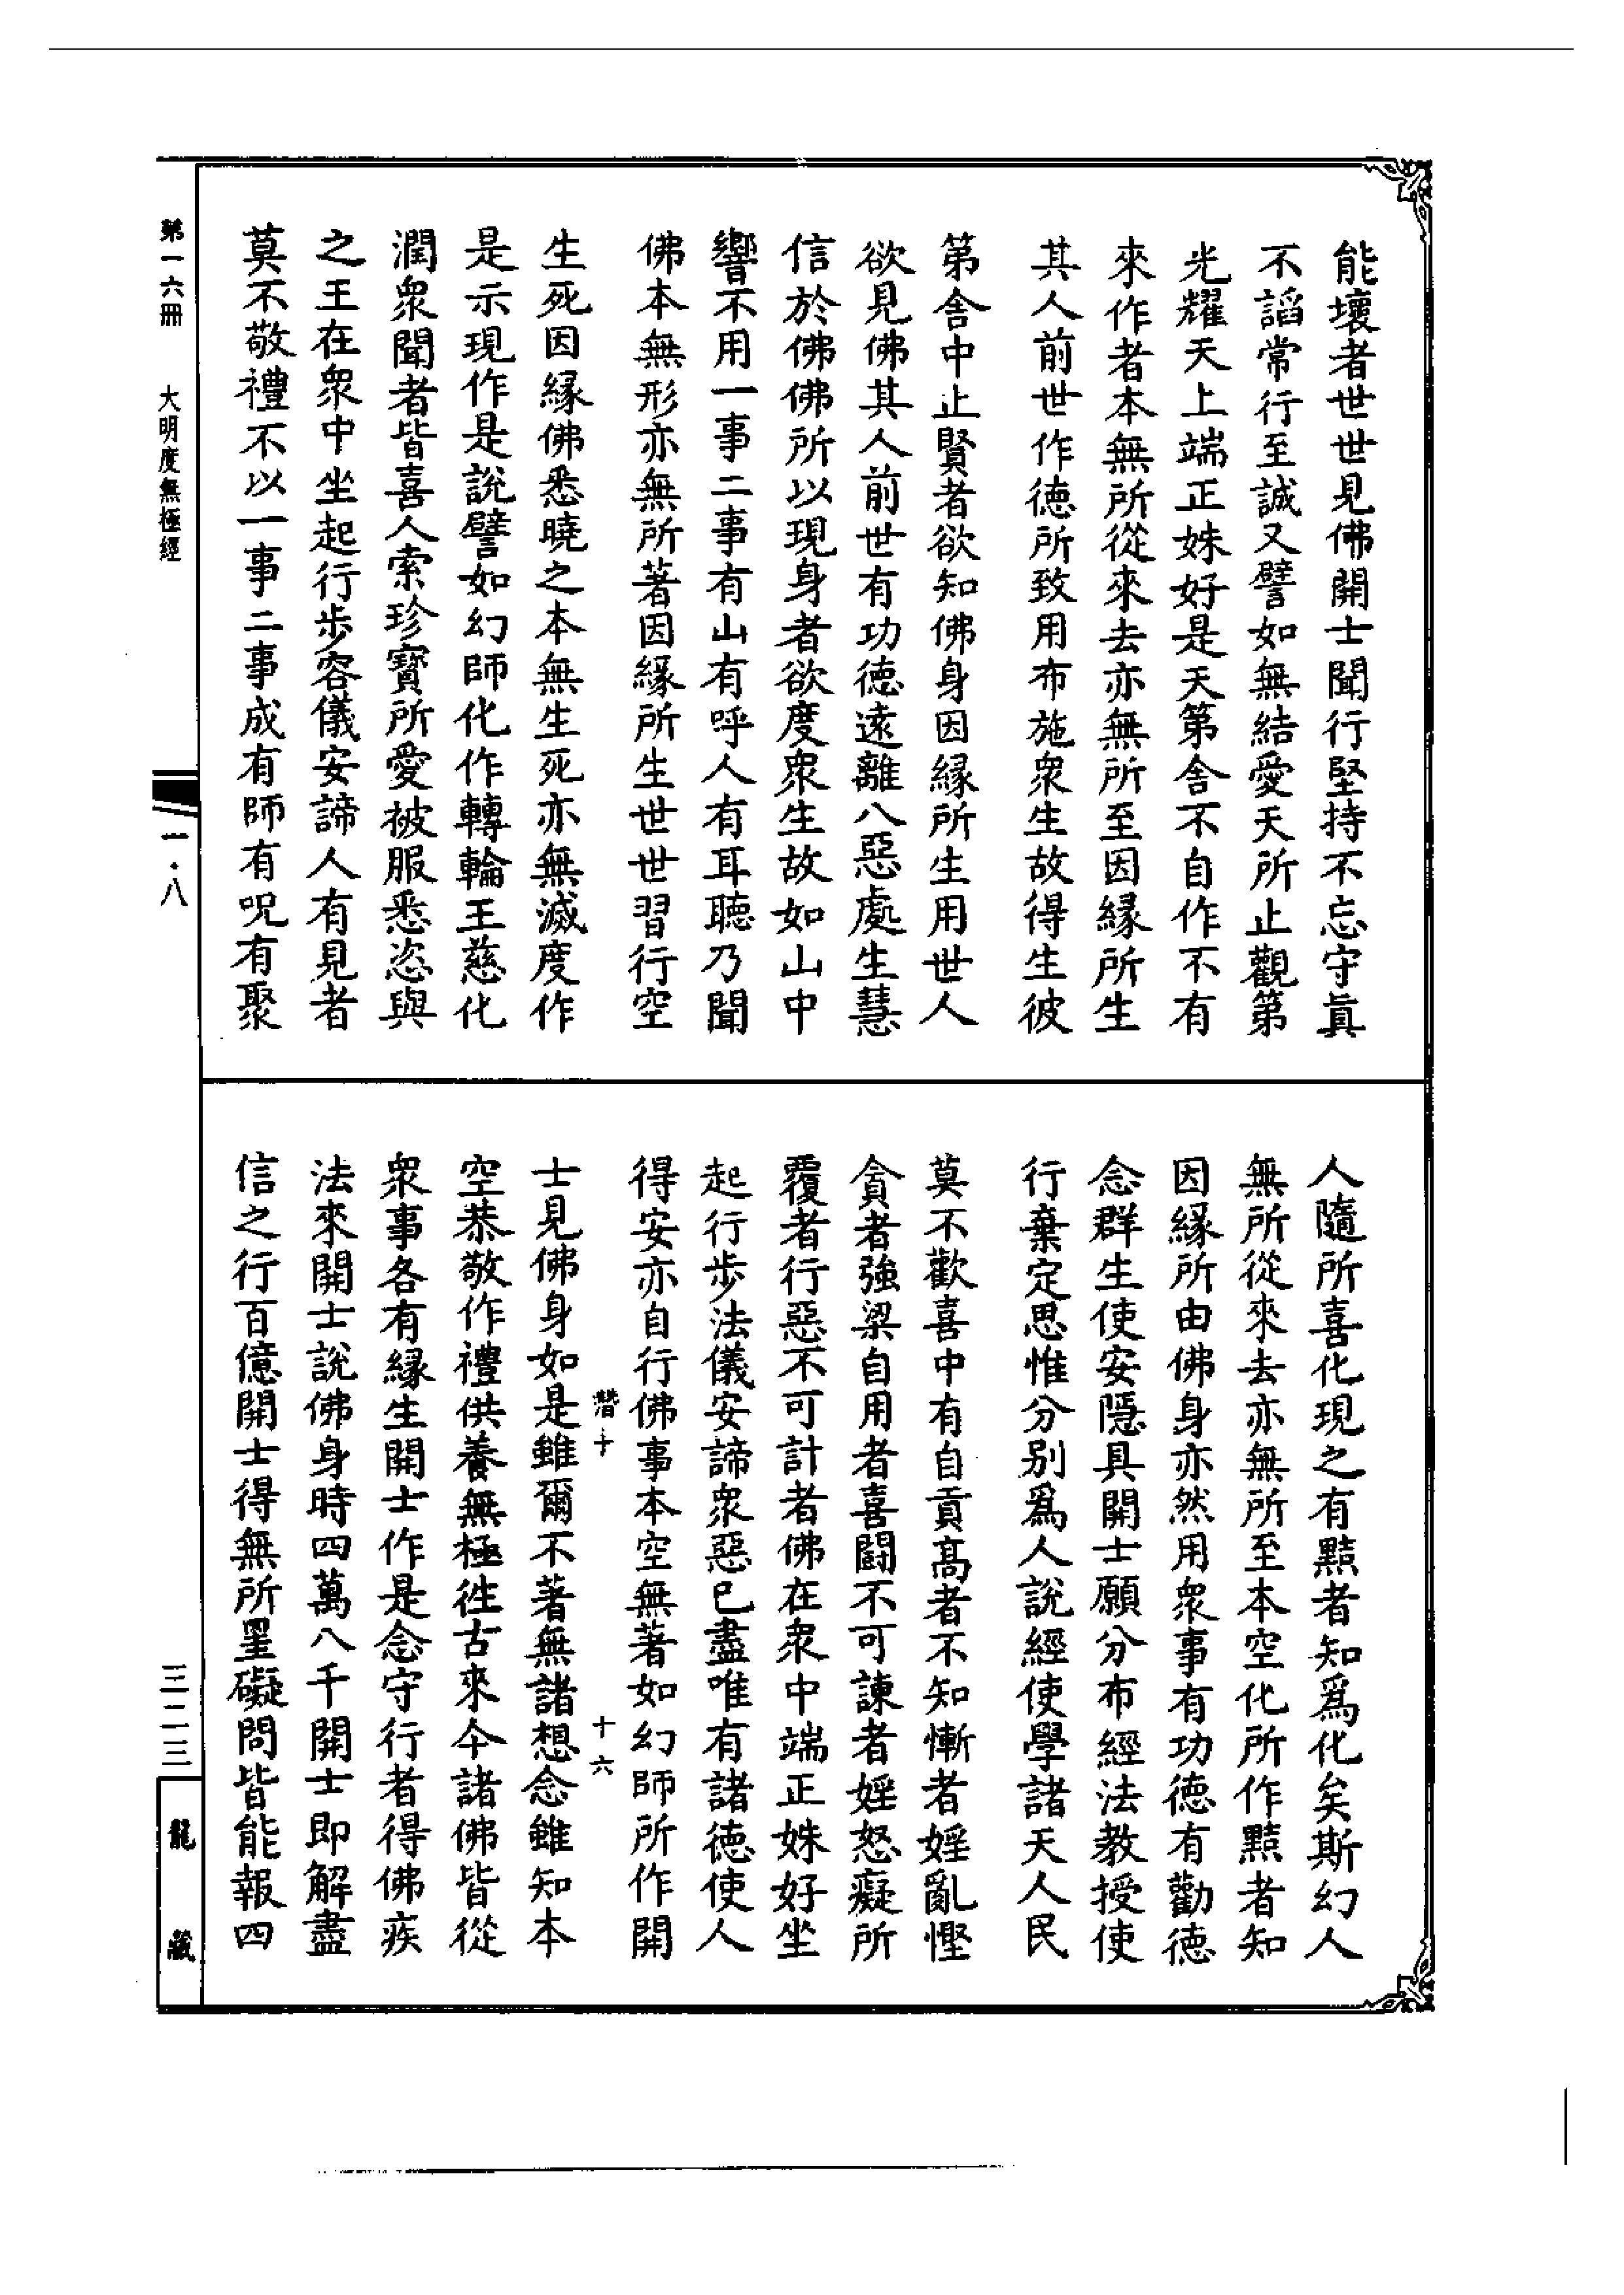 能壞者世世見佛開士聞行堅持不忘守眞
不謟常行至誠又譬如無結愛天所止觀第
光耀天上端正姝好是天第舍不自作不有
來作者本無所從來去亦無所至因緣所生
其人前世作德所致用布施衆生故得生彼
第舍中止賢者欲知佛身因緣所生用世人
欲見佛其人前世有功德遠離八惡處生慧
信於佛佛所以現身者欲度衆生故如山中
響不用一事二事有山有呼人有耳聽乃聞
佛本無形亦無所著因緣所生世世習行空
生死因緣佛悉曉之本無生死亦無滅度作
是示現作是說譬如幻師化作轉輪王慈化
潤衆聞者皆喜人索珍寶所愛被服悉恣與
之王在衆中坐起行步容儀安諦人有見者
莫不敬禮不以一事二事成有師有呪有聚
人隨所喜化現之有黠者知爲化矣斯幻人
無所從來去亦無所至本空化所作黠者知
因緣所由佛身亦然用衆事有功德有勸德
念群生使安隱具開士願分布經法教授使
行棄定思惟分别爲人說經使學諸天人民
莫不歡喜中有自貢高者不知慚者婬亂慳
貪者強梁自用者喜鬪不可諫者婬怒癡所
覆者行惡不可計者佛在衆中端正姝好坐
起行步法儀安諦衆惡已盡唯有諸德使人
得安亦自行佛事本空無著如幻師所作開
潜十 十六
士見佛身如是雖爾不著無諸想念雖知本
空恭敬作禮供養無極徃古來今諸佛皆從
衆事各有緣生開士作是念守行者得佛疾
法來開士說佛身時四萬八千開士即解盡
信之行百億開士得無所罣礙問皆能報四
第一六冊 大明度無極經
一·八
三二三
龍藏